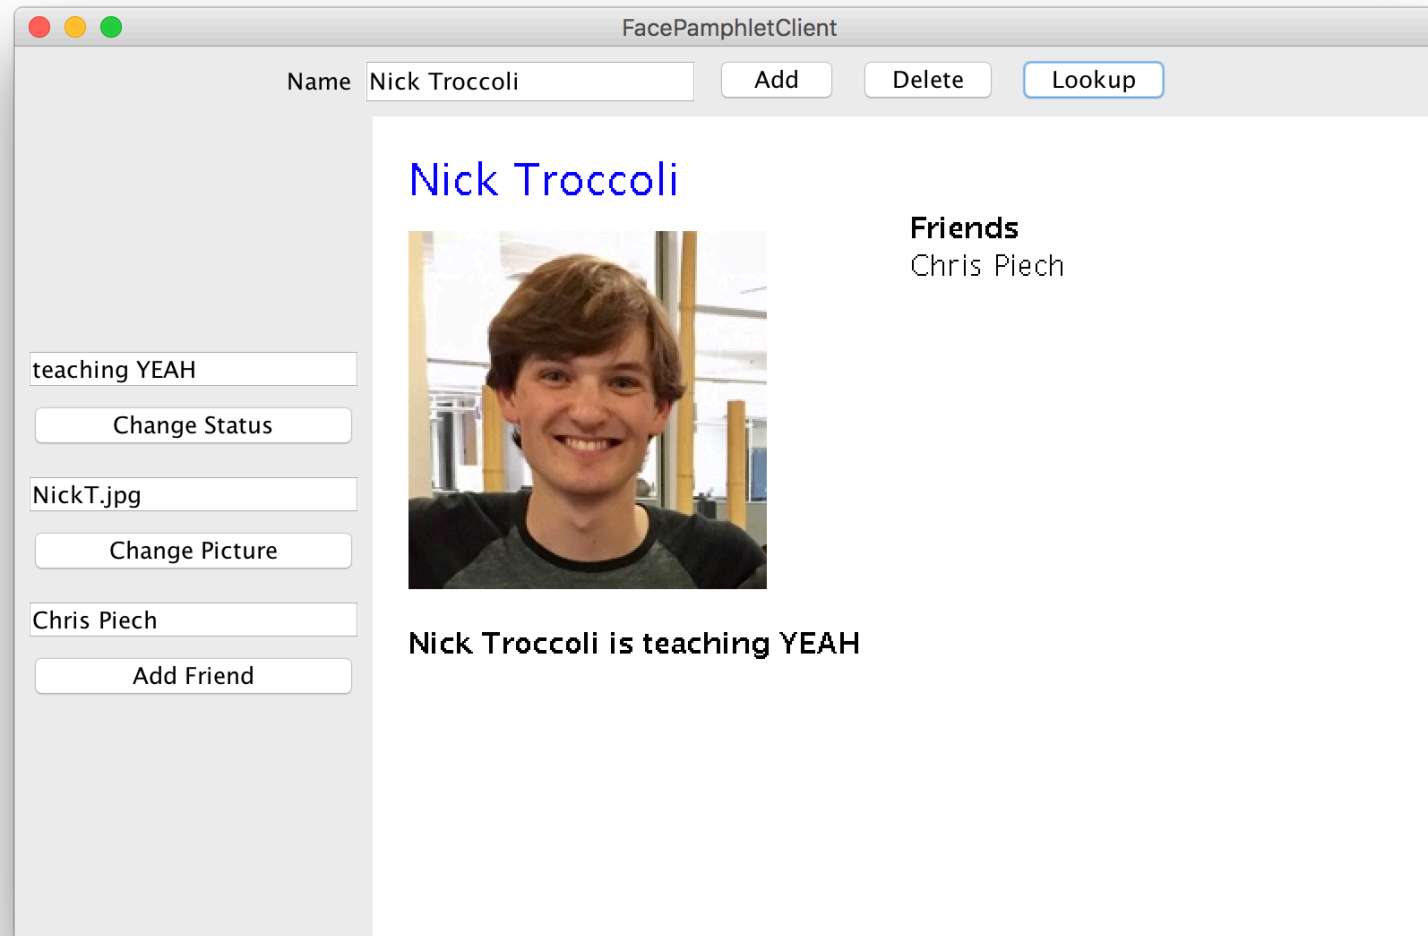 FacePamphletClient
Name Nick Troccoli Add Delete Lookup
Nick Troccoli
Friends
Chris Piech
teaching YEAH
Change Status
NickT.jpg
Change Picture
Chris Piech
Add Friend
Nick Troccoli is teaching YEAH